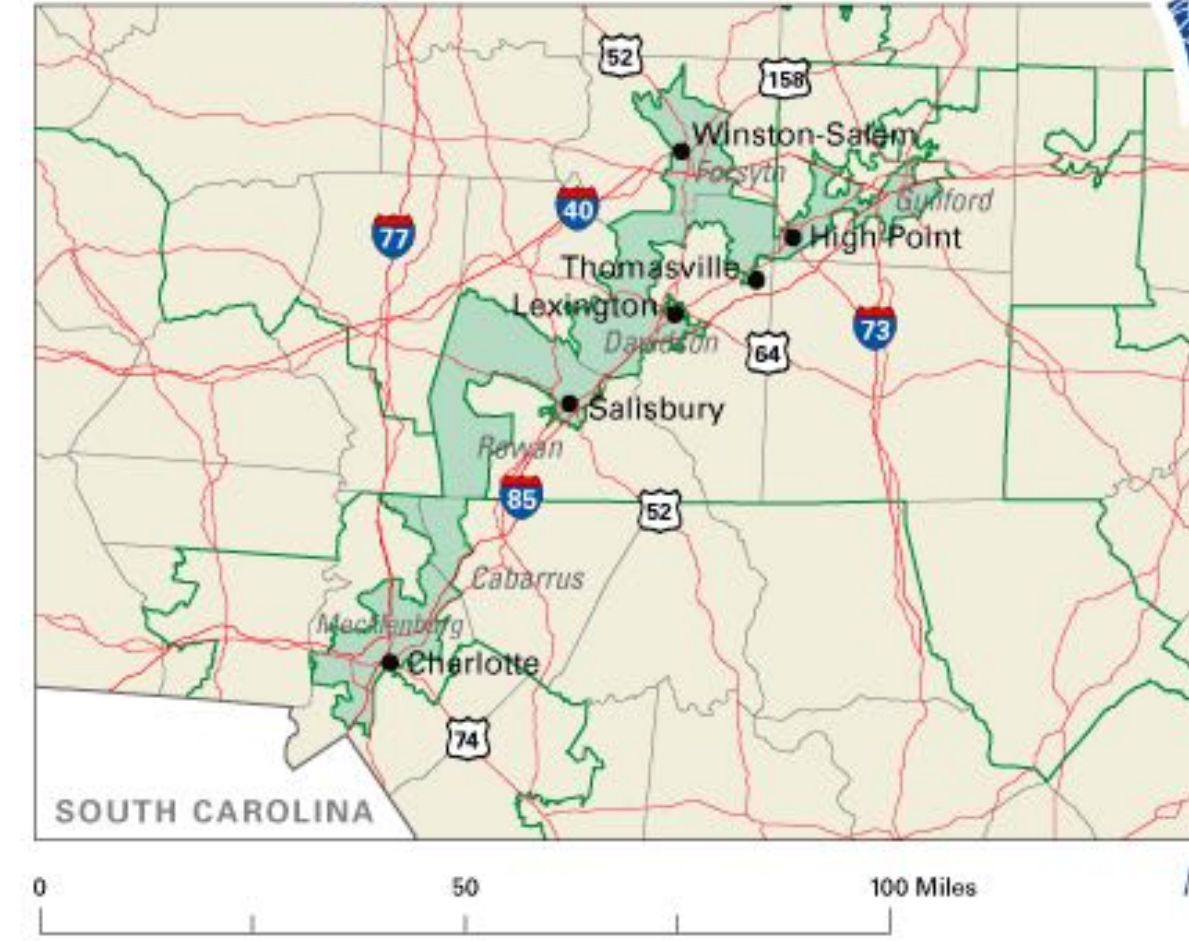 52
158
Winston-Salem
Forsyth
40
Guilford
77
High Point
Thomasville
Lexington
73
Davidson
64
Salisbury
Rowan
85
52
Cabarrus
Mecklenburg
Charlotte
74
SOUTH CAROLINA
0 50 100 Miles